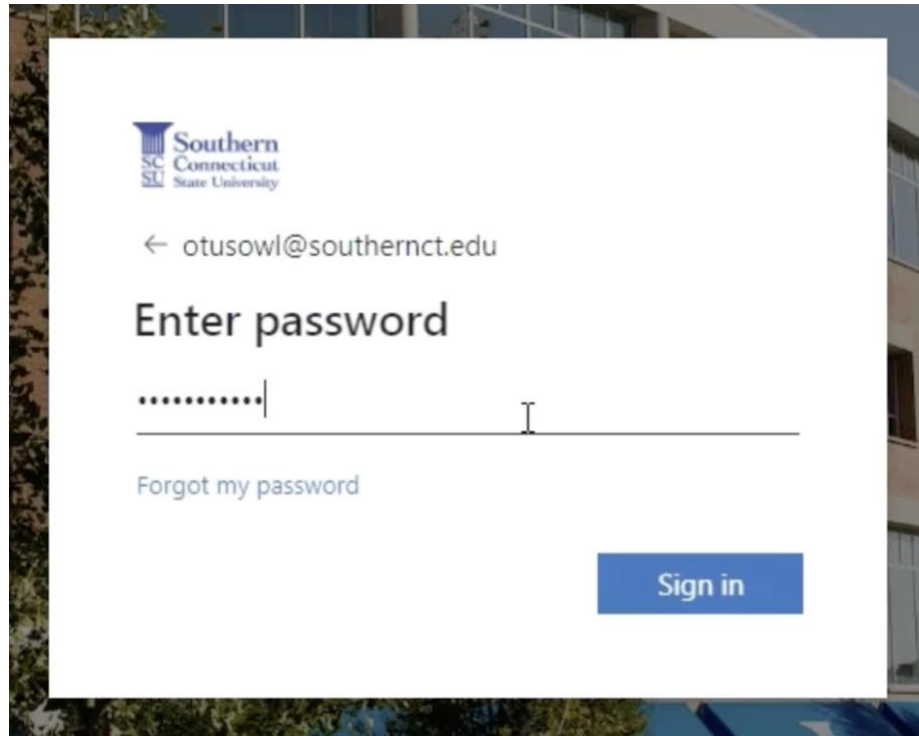 Southern
SC Connecticut
SU State University
← otusowl@southernct.edu
Enter password
•••••••••••
Forgot my password
Sign in